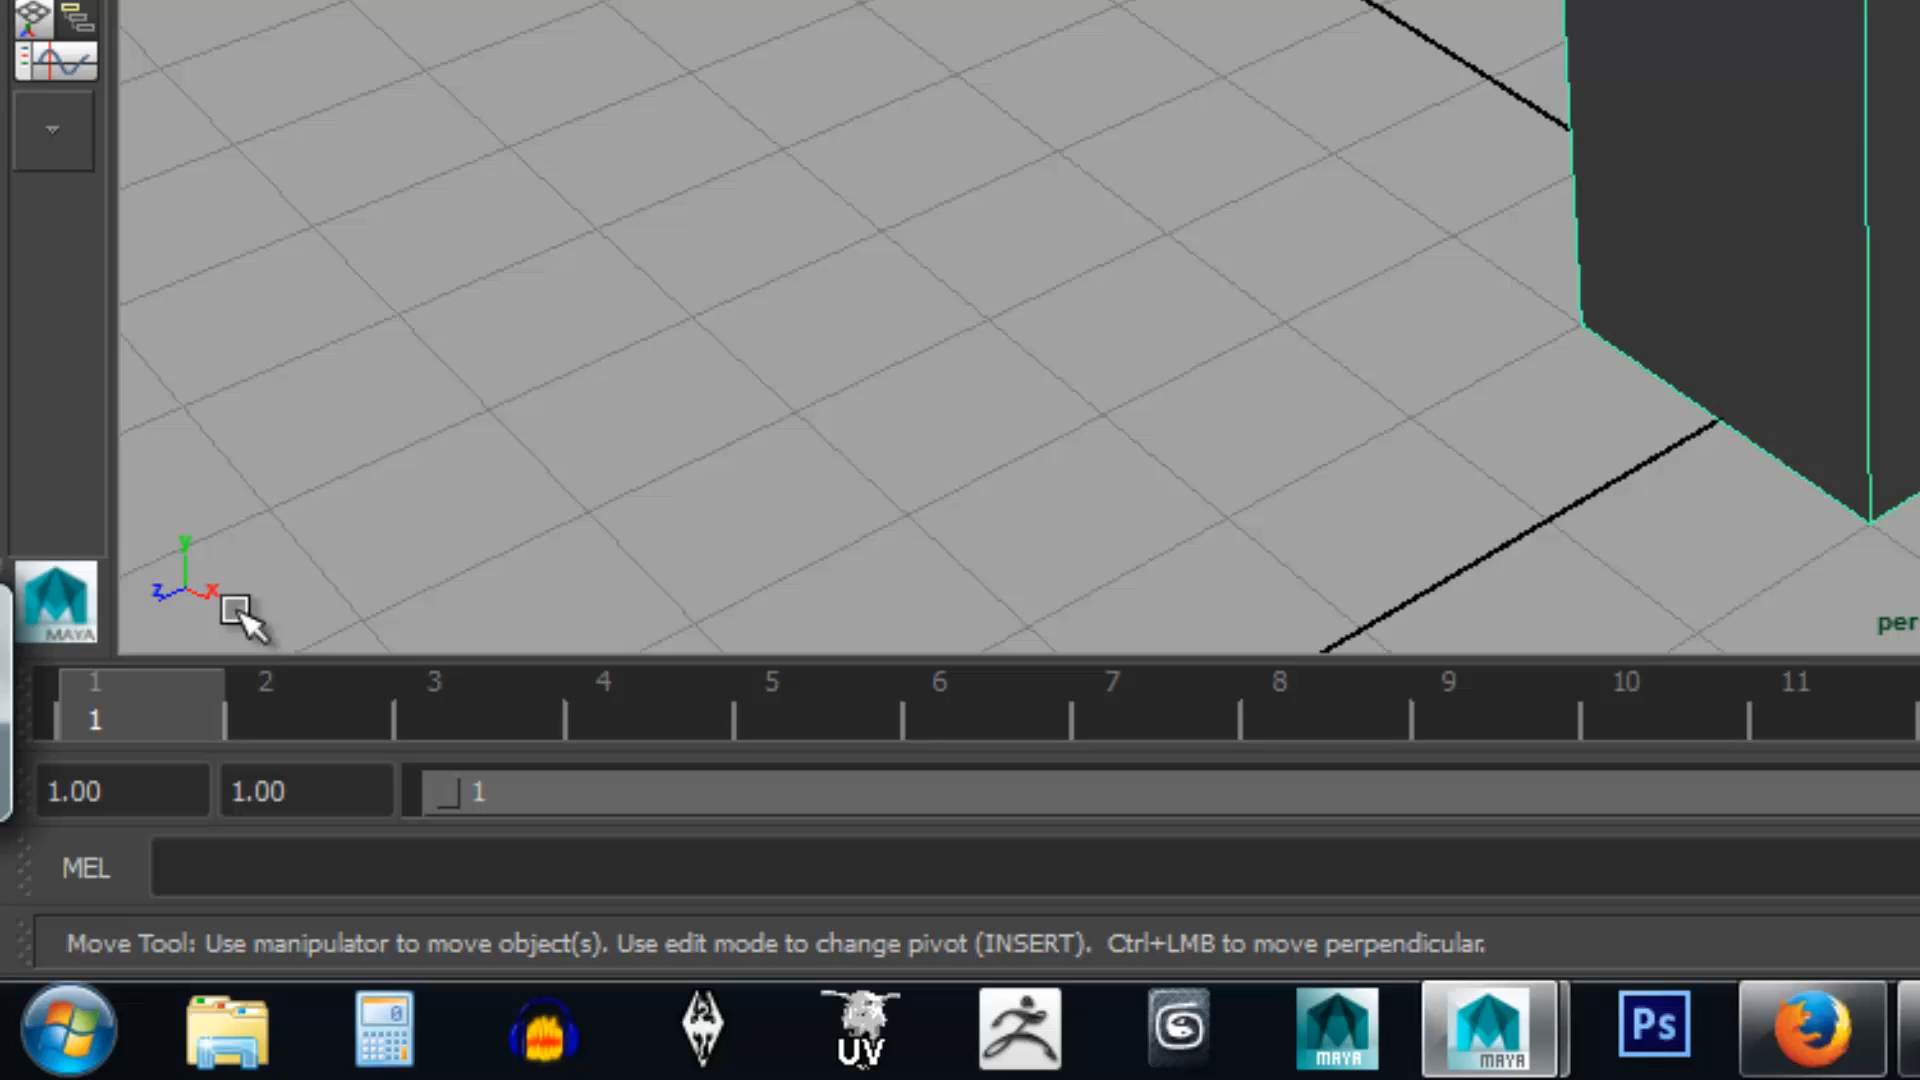 y
z x
MAYA
per
1 2 3 4 5 6 7 8 9 10 11
1
1.00 1.00 1
MEL
Move Tool: Use manipulator to move object(s). Use edit mode to change pivot (INSERT). Ctrl+LMB to move perpendicular.
0
UV MAYA MAYA Ps